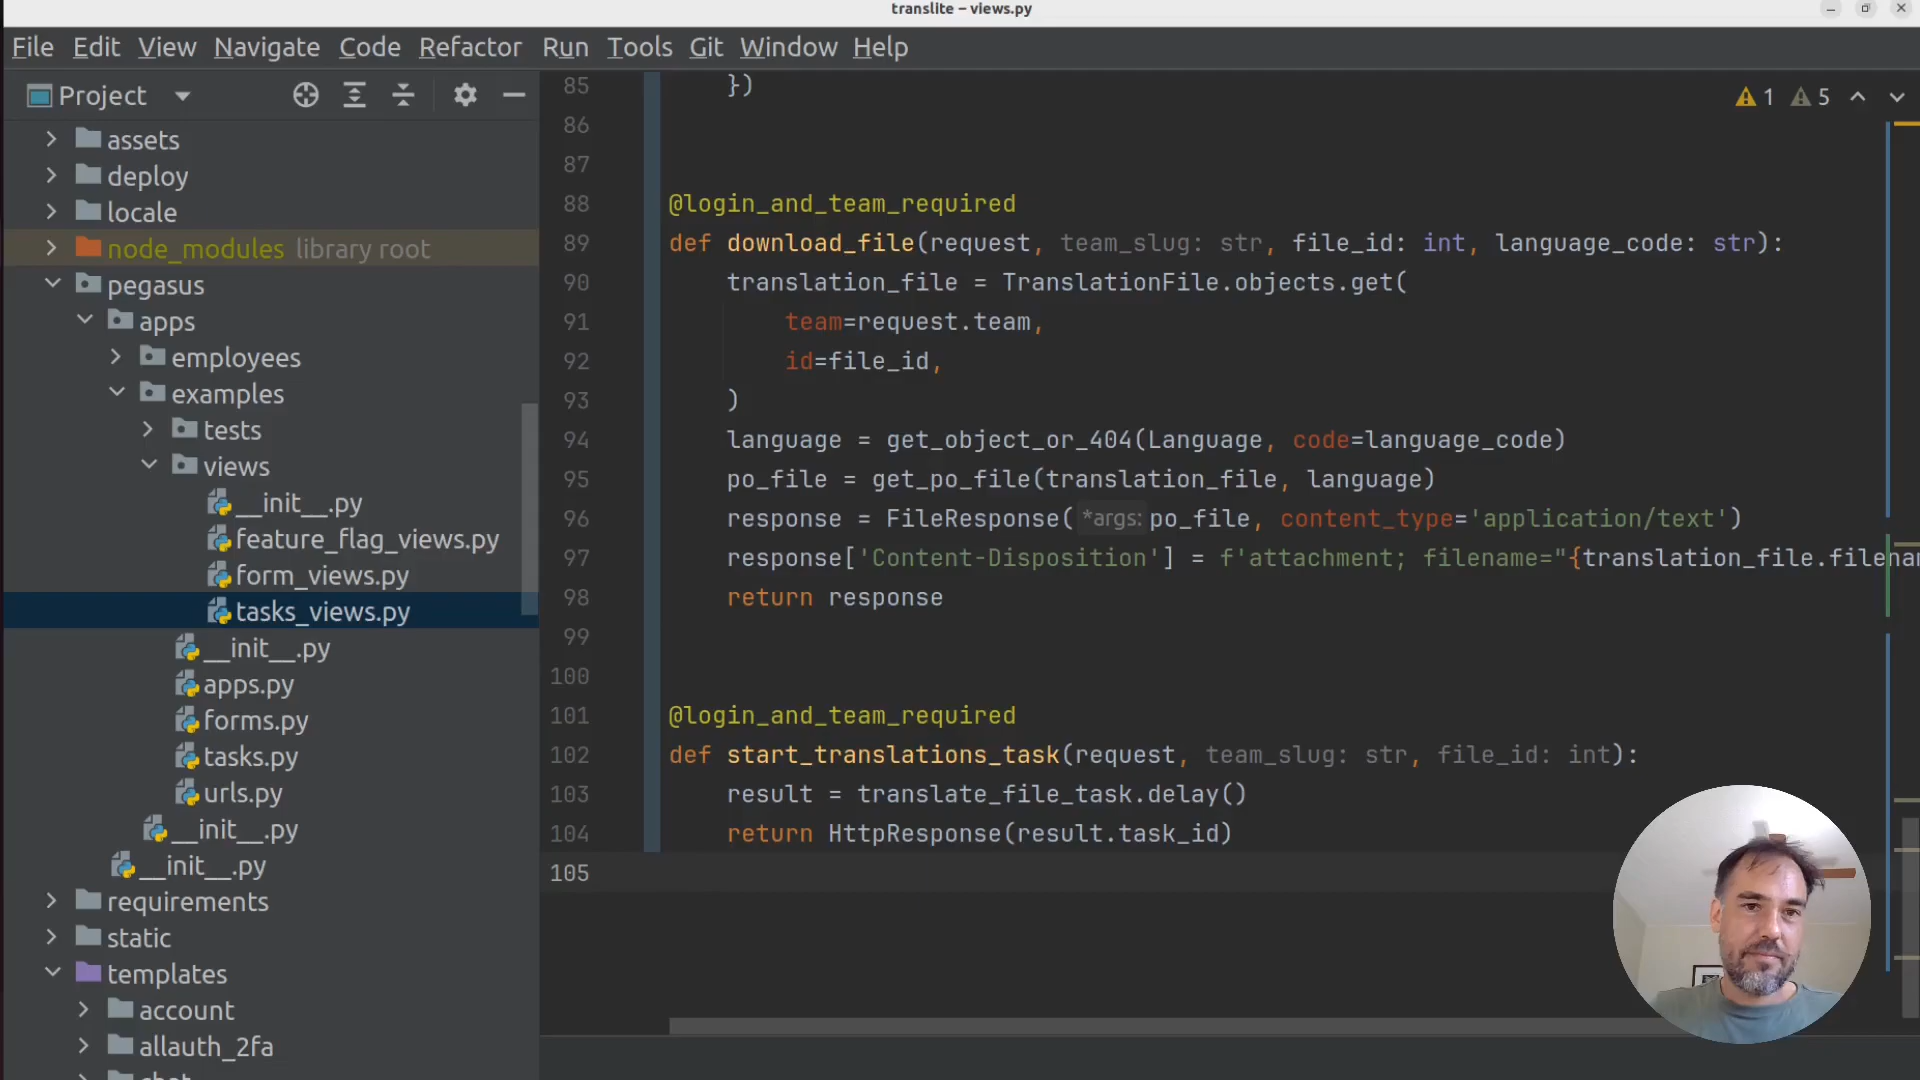 translite – views.py
File Edit View Navigate Code Refactor Run Tools Git Window Help
Project
assets
deploy
locale
node_modules library root
pegasus
apps
employees
examples
tests
views
__init__.py
feature_flag_views.py
form_views.py
tasks_views.py
__init__.py
apps.py
forms.py
tasks.py
urls.py
__init__.py
__init__.py
requirements
static
templates
account
allauth_2fa
1 5
85 })
86
87
88 @login_and_team_required
89 def download_file(request, team_slug: str, file_id: int, language_code: str):
90 translation_file = TranslationFile.objects.get(
91 team=request.team,
92 id=file_id,
93 )
94 language = get_object_or_404(Language, code=language_code)
95 po_file = get_po_file(translation_file, language)
96 response = FileResponse( *args: po_file, content_type='application/text')
97 response['Content-Disposition'] = f'attachment; filename="{translation_file.filenam
98 return response
99
100
101 @login_and_team_required
102 def start_translations_task(request, team_slug: str, file_id: int):
103 result = translate_file_task.delay()
104 return HttpResponse(result.task_id)
105